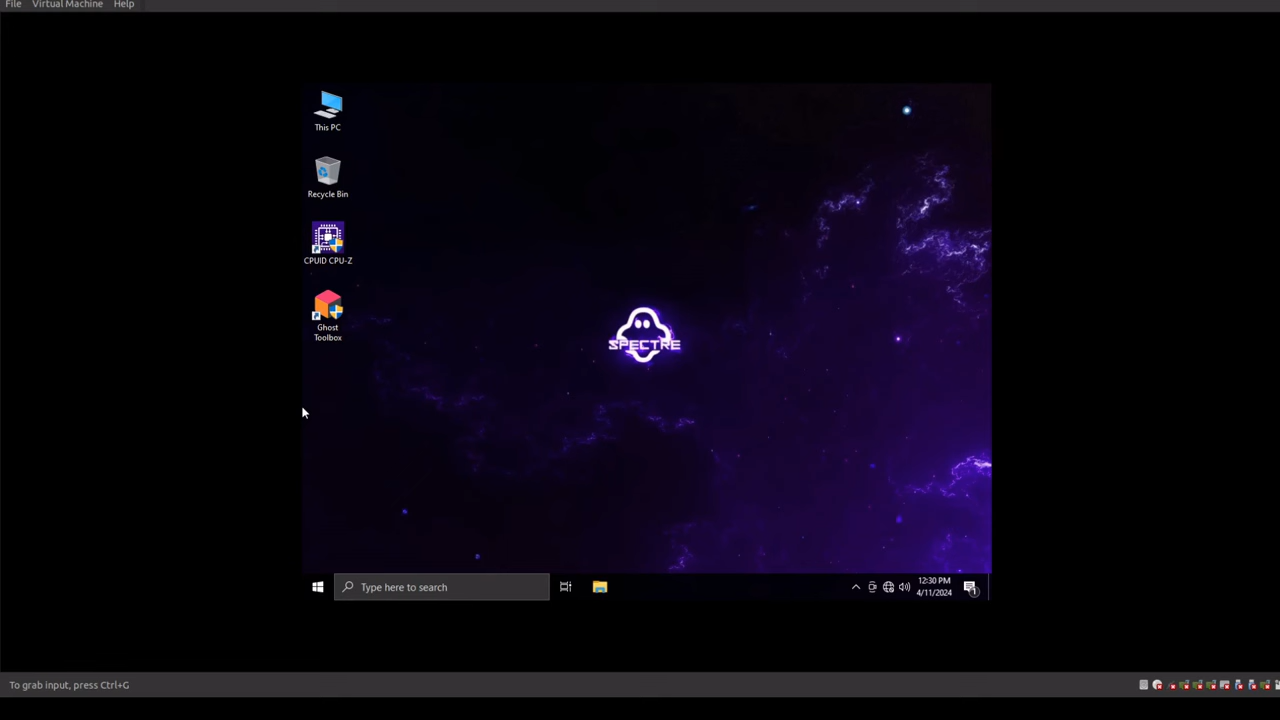 File Virtual Machine Help
This PC
Recycle Bin
CPUID CPU-Z
Ghost
Toolbox
SPECTRE
Type here to search
12:30 PM
4/11/2024
1
To grab input, press Ctrl+G